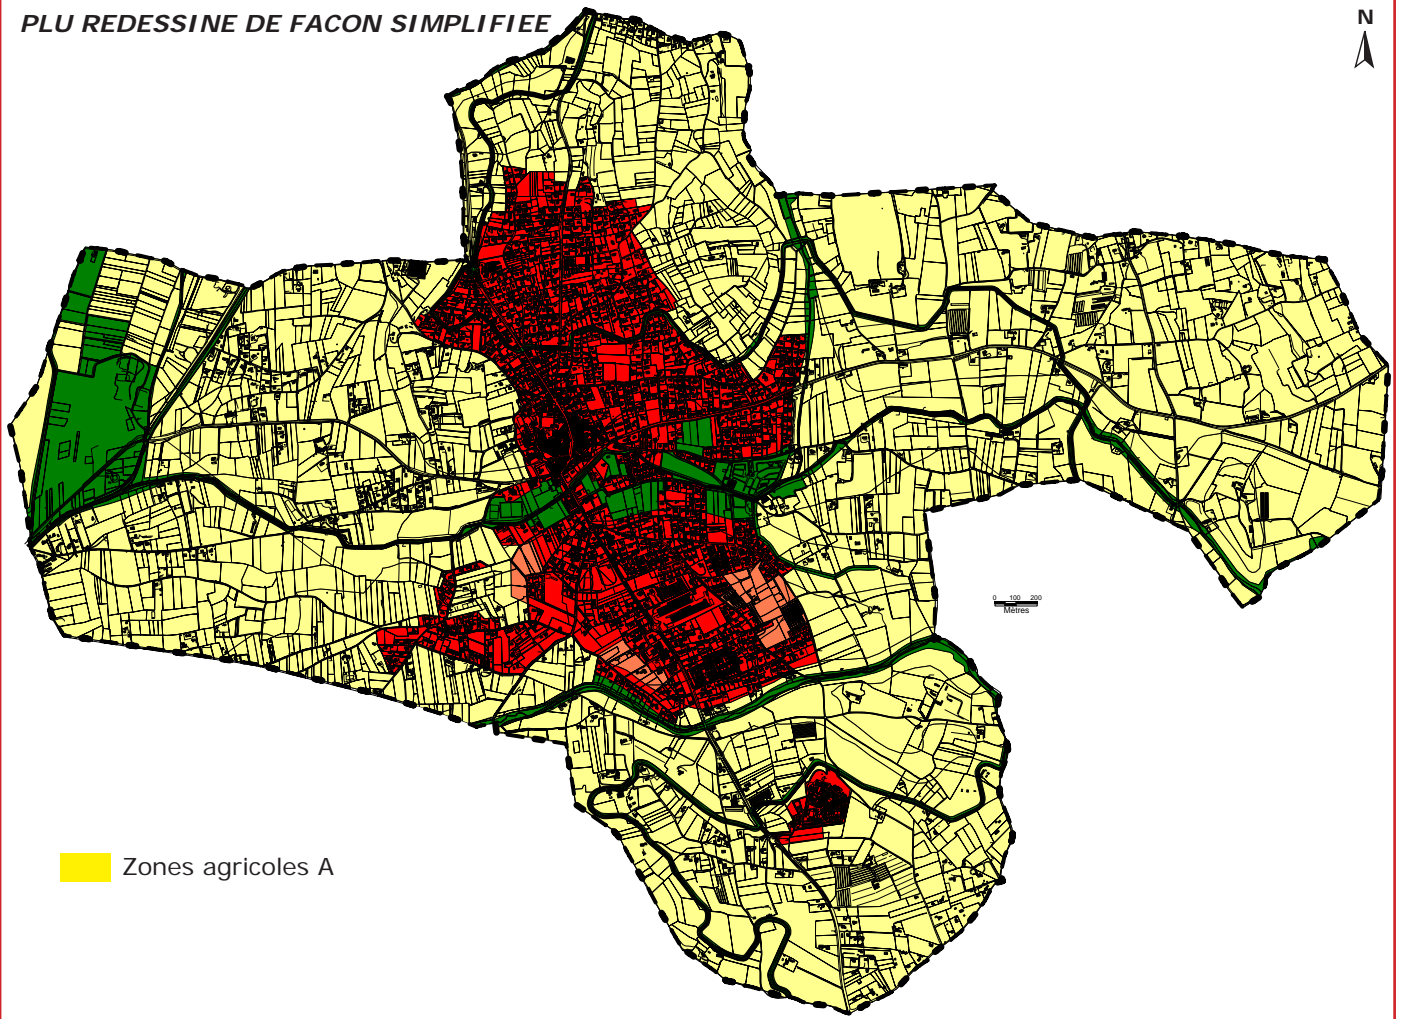 PLU REDESSINE DE FACON SIMPLIFIEE
N
0 100 200
Mètres
Zones agricoles A